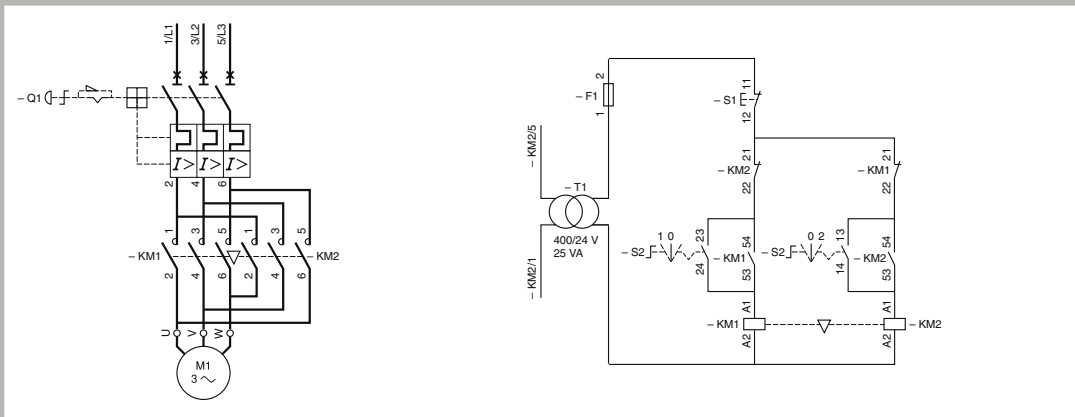 1/L1
3/L2
5/L3
– Q1
I>
I>
I>
2
4
6
1
3
5
1
3
5
– KM1
– KM2
2
4
6
2
4
6
U
V
W
M1
3 ~
– KM2/5
– KM2/1
– T1
400/24 V
25 VA
2
– F1
1
11
– S1
12
21
– KM2
22
21
– KM1
22
1 0
– S2
23
24
54
– KM1
53
0 2
– S2
13
14
54
– KM2
53
A1
– KM1
A2
A1
– KM2
A2